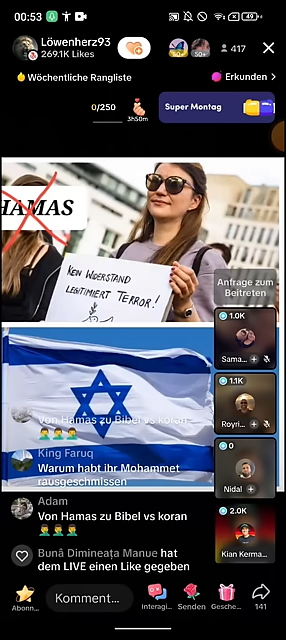 00:53
49
Löwenherz93
269.1K Likes
50+
50+
417
Wöchentliche Rangliste
Erkunden
0/250
3h50m
Super Montag
HAMAS
KEIN WIDERSTAND
LEGITIMIERT TERROR!
Anfrage zum
Beitreten
1.0K
Sama...
1.1K
Royri...
0
Nidal
2.0K
Kian Kerma...
Von Hamas zu Bibel vs koran
🤦‍♂️🤦‍♂️🤦‍♂️
King Faruq
Warum habt ihr Mohammet
rausgeschmissen
Adam
Von Hamas zu Bibel vs koran
🤦‍♂️🤦‍♂️🤦‍♂️
Bună Dimineața Manue hat
dem LIVE einen Like gegeben
Abonn...
Komment...
Interagi...
Senden
Gesche...
141